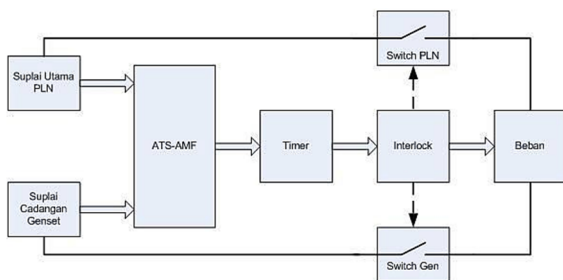 Switch PLN
Suplai Utama
PLN
ATS-AMF
Timer
Interlock
Beban
Suplai
Cadangan
Genset
Switch Gen